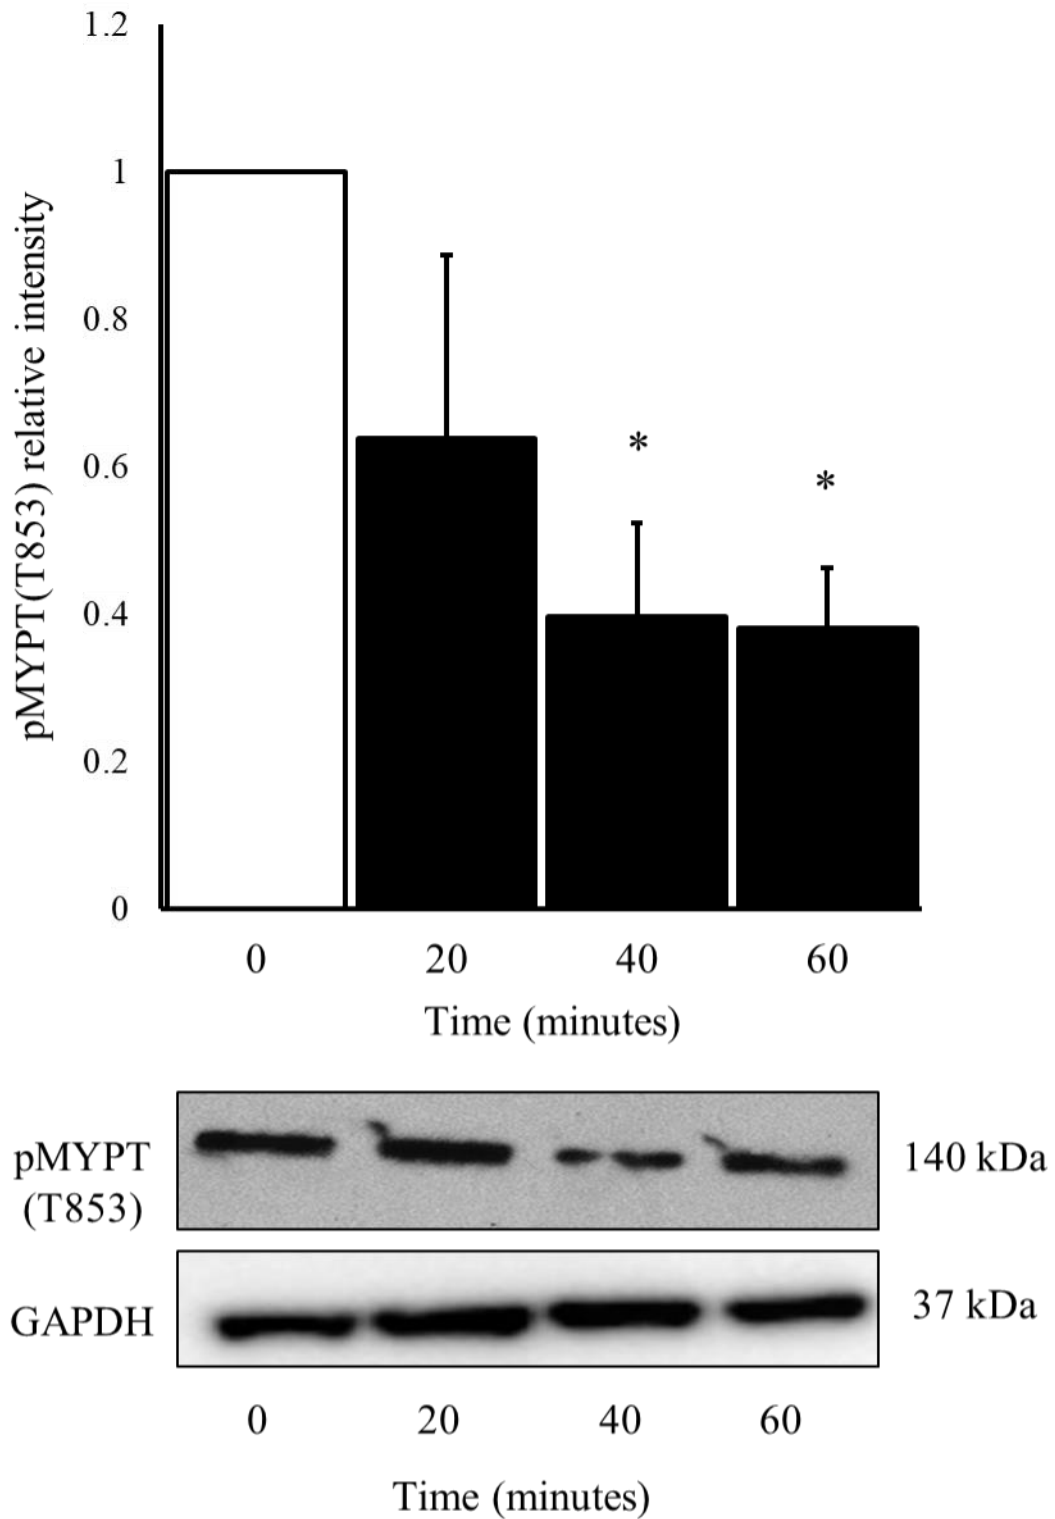 1.2
1
0.8
0.6
0.4
0.2
0
pMYPT(T853) relative intensity
*
*
0 20 40 60
Time (minutes)
pMYPT
(T853)
140 kDa
GAPDH
37 kDa
0 20 40 60
Time (minutes)